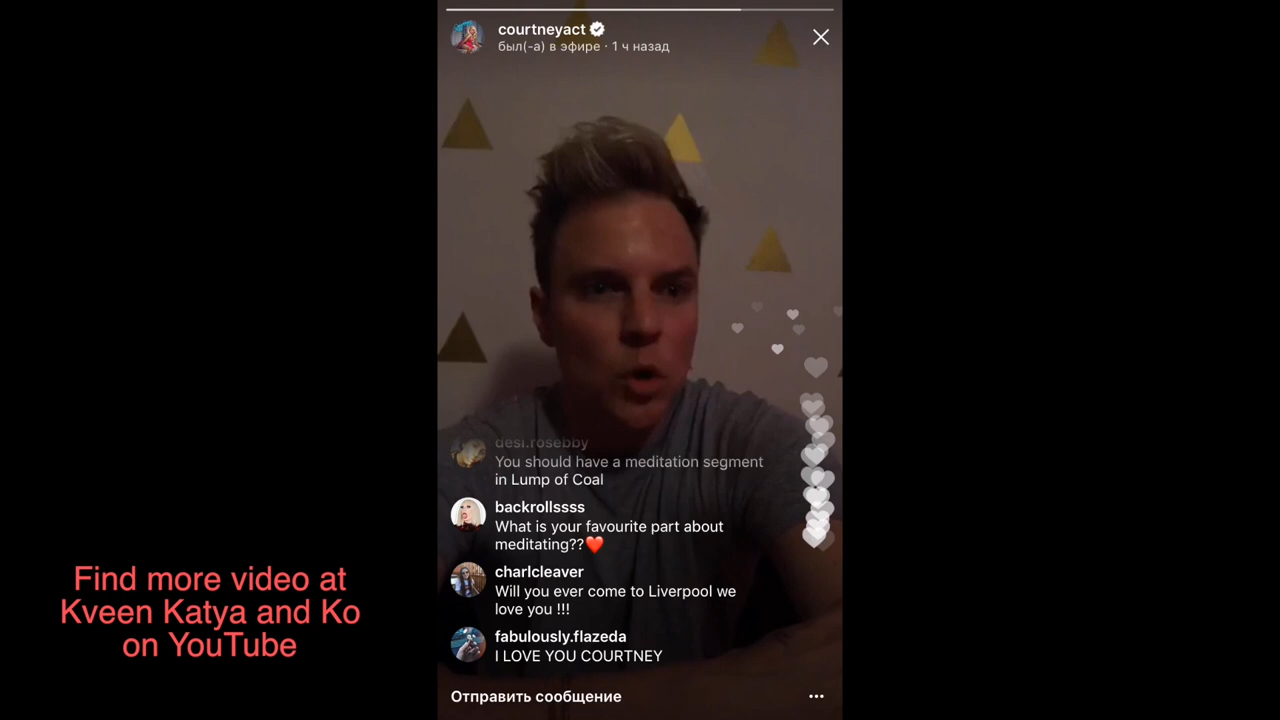 courtneyact
был(-а) в эфире · 1 ч назад
desi.rosebby
You should have a meditation segment
in Lump of Coal
backrollssss
What is your favourite part about
meditating??❤️
charlcleaver
Will you ever come to Liverpool we
love you !!!
fabulously.flazeda
I LOVE YOU COURTNEY
Отправить сообщение
Find more video at
Kveen Katya and Ko
on YouTube